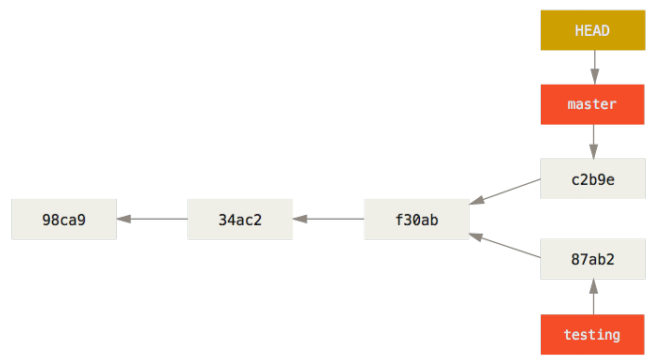 HEAD
master
c2b9e
98ca9
34ac2
f30ab
87ab2
testing